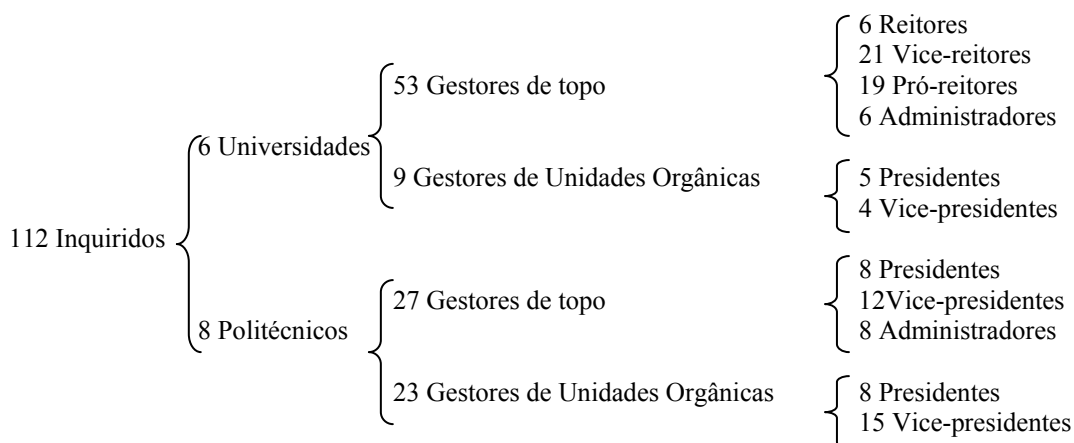 112 Inquiridos
6 Universidades
53 Gestores de topo
6 Reitores
21 Vice-reitores
19 Pró-reitores
6 Administradores
9 Gestores de Unidades Orgânicas
5 Presidentes
4 Vice-presidentes
8 Politécnicos
27 Gestores de topo
8 Presidentes
12Vice-presidentes
8 Administradores
23 Gestores de Unidades Orgânicas
8 Presidentes
15 Vice-presidentes